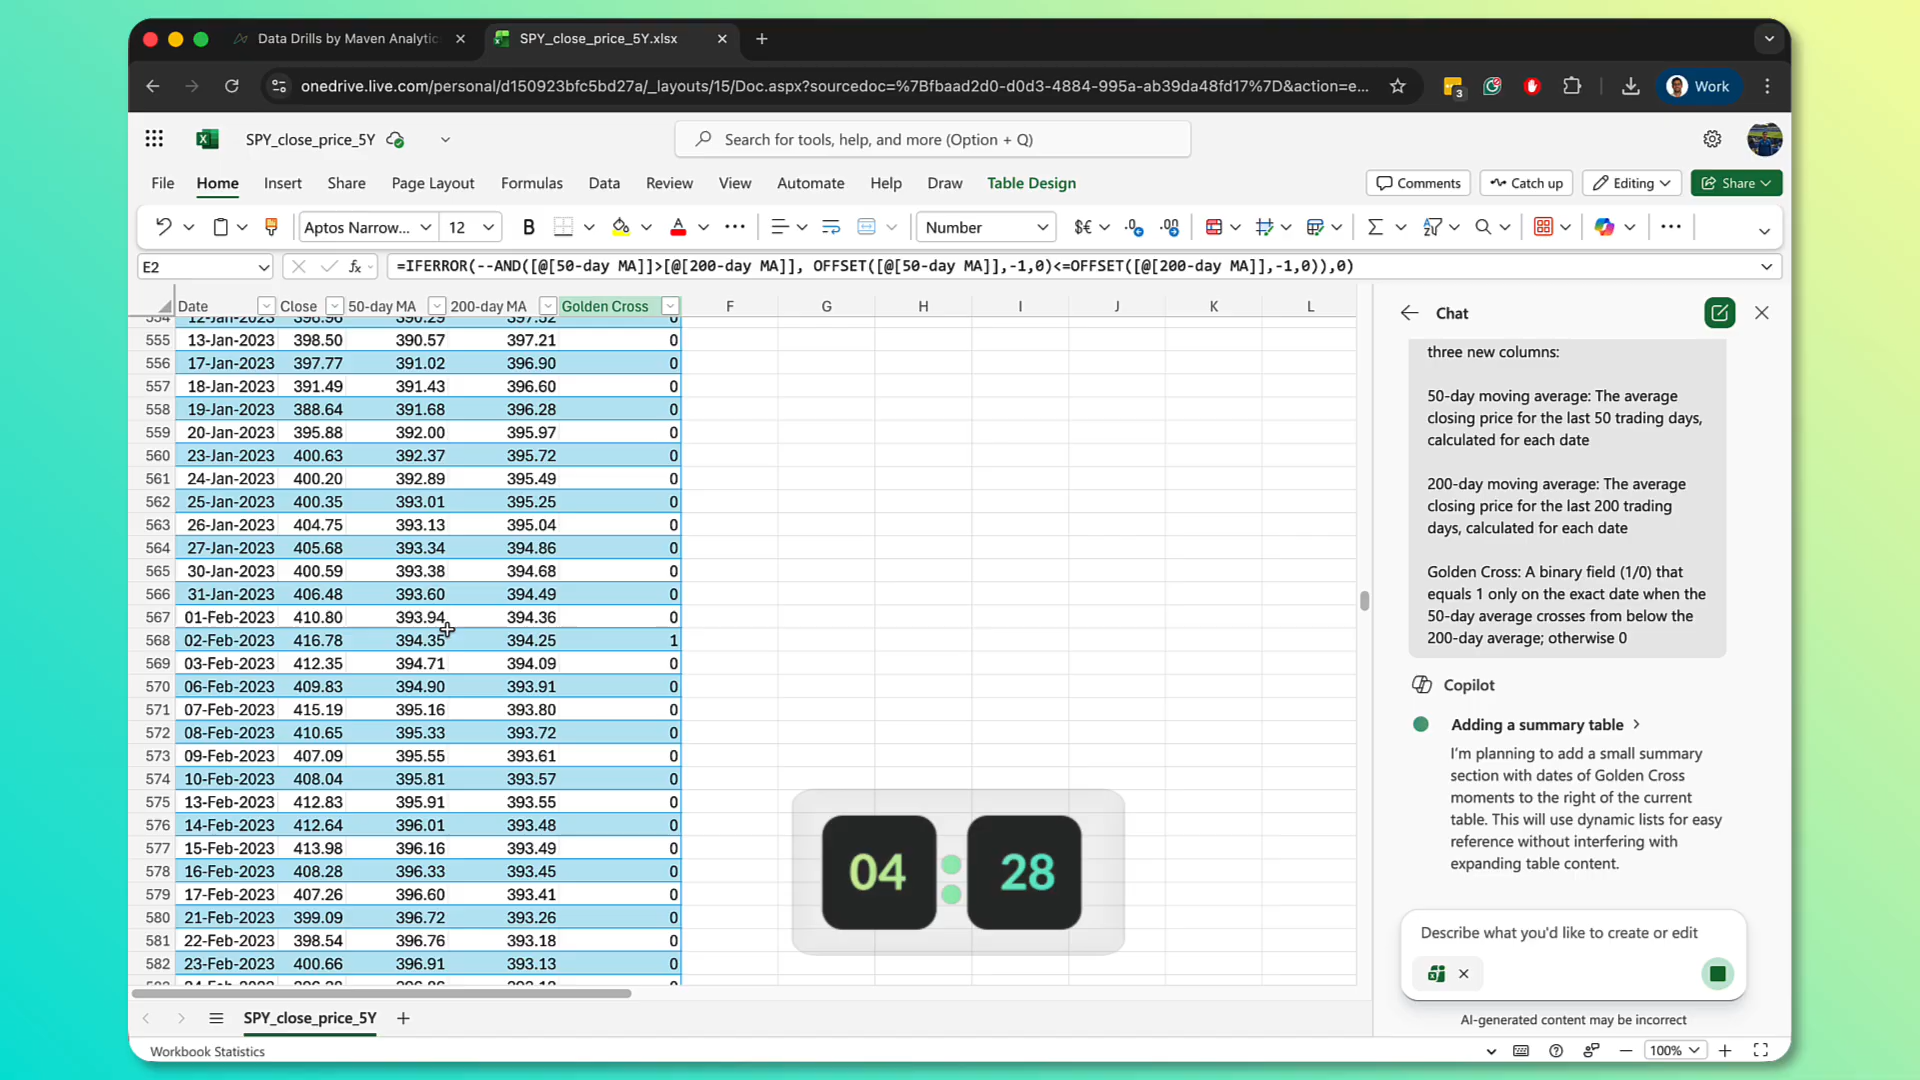 Data Drills by Maven Analytic
SPY_close_price_5Y.xlsx
onedrive.live.com/personal/d150923bfc5bd27a/_layouts/15/Doc.aspx?sourcedoc=%7Bfbaad2d0-d0d3-4884-995a-ab39da48fd17%7D&action=e...
3
Work
SPY_close_price_5Y
Search for tools, help, and more (Option + Q)
File Home Insert Share Page Layout Formulas Data Review View Automate Help Draw Table Design
Comments Catch up Editing Share
Aptos Narrow... 12 B A Number $€
E2 fx =IFERROR(--AND([@[50-day MA]]>[@[200-day MA]], OFFSET([@[50-day MA]],-1,0)<=OFFSET([@[200-day MA]],-1,0)),0)
Date Close 50-day MA 200-day MA Golden Cross F G H I J K L
554 12-Jan-2023 396.96 390.29 397.52 0
555 13-Jan-2023 398.50 390.57 397.21 0
556 17-Jan-2023 397.77 391.02 396.90 0
557 18-Jan-2023 391.49 391.43 396.60 0
558 19-Jan-2023 388.64 391.68 396.28 0
559 20-Jan-2023 395.88 392.00 395.97 0
560 23-Jan-2023 400.63 392.37 395.72 0
561 24-Jan-2023 400.20 392.89 395.49 0
562 25-Jan-2023 400.35 393.01 395.25 0
563 26-Jan-2023 404.75 393.13 395.04 0
564 27-Jan-2023 405.68 393.34 394.86 0
565 30-Jan-2023 400.59 393.38 394.68 0
566 31-Jan-2023 406.48 393.60 394.49 0
567 01-Feb-2023 410.80 393.94 394.36 0
568 02-Feb-2023 416.78 394.35 394.25 1
569 03-Feb-2023 412.35 394.71 394.09 0
570 06-Feb-2023 409.83 394.90 393.91 0
571 07-Feb-2023 415.19 395.16 393.80 0
572 08-Feb-2023 410.65 395.33 393.72 0
573 09-Feb-2023 407.09 395.55 393.61 0
574 10-Feb-2023 408.04 395.81 393.57 0
575 13-Feb-2023 412.83 395.91 393.55 0
576 14-Feb-2023 412.64 396.01 393.48 0
577 15-Feb-2023 413.98 396.16 393.49 0
578 16-Feb-2023 408.28 396.33 393.45 0
579 17-Feb-2023 407.26 396.60 393.41 0
580 21-Feb-2023 399.09 396.72 393.26 0
581 22-Feb-2023 398.54 396.76 393.18 0
582 23-Feb-2023 400.66 396.91 393.13 0
04 28
Chat
three new columns:
50-day moving average: The average
closing price for the last 50 trading days,
calculated for each date
200-day moving average: The average
closing price for the last 200 trading
days, calculated for each date
Golden Cross: A binary field (1/0) that
equals 1 only on the exact date when the
50-day average crosses from below the
200-day average; otherwise 0
Copilot
Adding a summary table
I'm planning to add a small summary
section with dates of Golden Cross
moments to the right of the current
table. This will use dynamic lists for easy
reference without interfering with
expanding table content.
Describe what you'd like to create or edit
AI-generated content may be incorrect
SPY_close_price_5Y
Workbook Statistics
100%